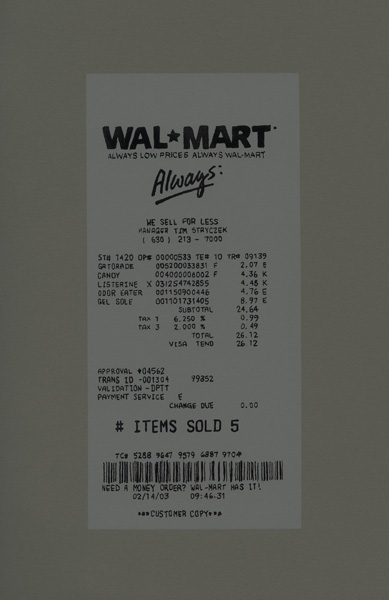 WAL★MART
ALWAYS LOW PRICES ALWAYS WAL-MART
Always.
WE SELL FOR LESS
MANAGER TIM STRYCZEK
( 630 ) 213 - 7000
ST# 1420 OP# 00000533 TE# 10 TR# 09139
GATORADE 005200033831 F 2.07 E
CANDY 004000006002 F 4.36 K
LISTERINE X 031254742855 4.48 K
ODOR EATER 001150900446 4.76 E
GEL SOLE 001101731405 8.97 E
SUBTOTAL 24.64
TAX 1 6.250 % 0.99
TAX 3 2.000 % 0.49
TOTAL 26.12
VISA TEND 26.12
APPROVAL #04562
TRANS ID -001304 99352
VALIDATION -DPTT
PAYMENT SERVICE E
CHANGE DUE 0.00
# ITEMS SOLD 5
TC# 5288 9647 9579 6887 9704
NEED A MONEY ORDER? WAL-MART HAS IT!
02/14/03 09:46.31
***CUSTOMER COPY***